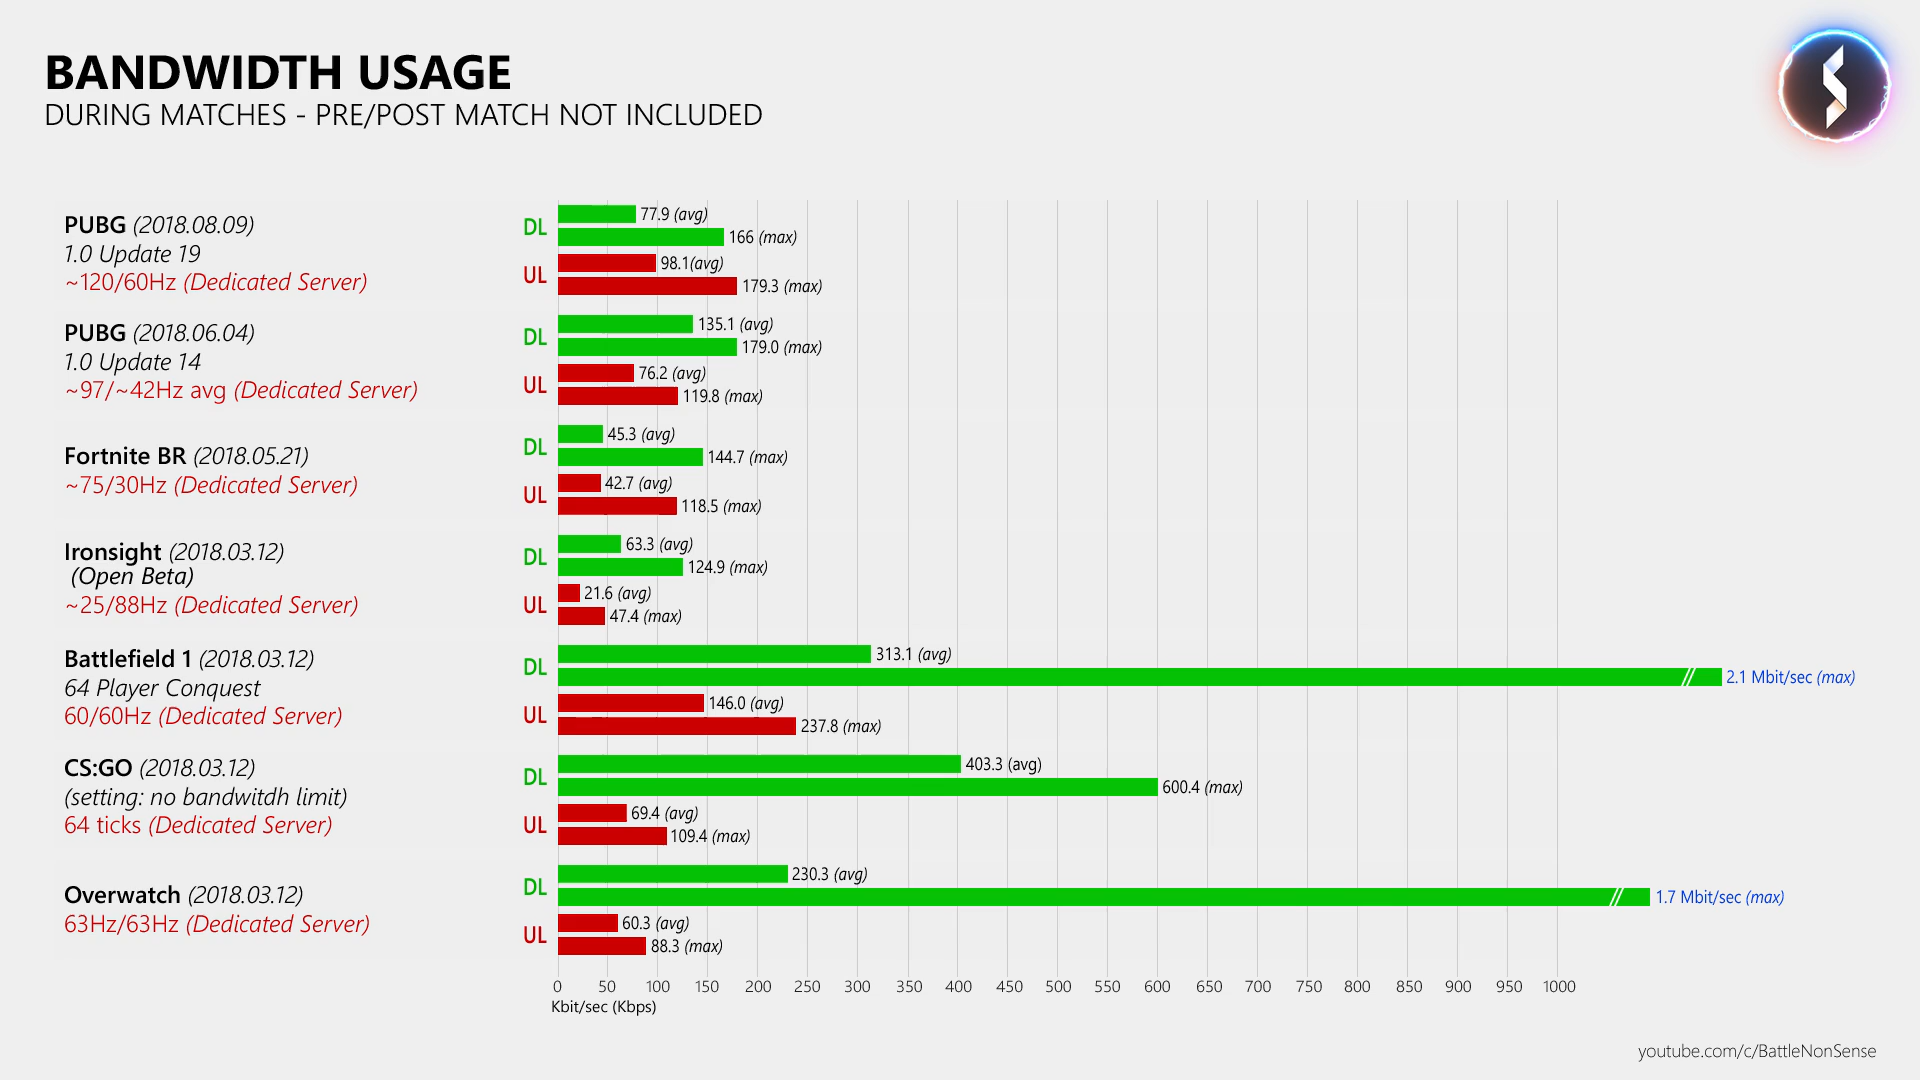 BANDWIDTH USAGE
DURING MATCHES - PRE/POST MATCH NOT INCLUDED
PUBG (2018.08.09)
1.0 Update 19
~120/60Hz (Dedicated Server)
DL
77.9 (avg)
166 (max)
UL
98.1(avg)
179.3 (max)
PUBG (2018.06.04)
1.0 Update 14
~97/~42Hz avg (Dedicated Server)
DL
135.1 (avg)
179.0 (max)
UL
76.2 (avg)
119.8 (max)
Fortnite BR (2018.05.21)
~75/30Hz (Dedicated Server)
DL
45.3 (avg)
144.7 (max)
UL
42.7 (avg)
118.5 (max)
Ironsight (2018.03.12)
(Open Beta)
~25/88Hz (Dedicated Server)
DL
63.3 (avg)
124.9 (max)
UL
21.6 (avg)
47.4 (max)
Battlefield 1 (2018.03.12)
64 Player Conquest
60/60Hz (Dedicated Server)
DL
313.1 (avg)
2.1 Mbit/sec (max)
UL
146.0 (avg)
237.8 (max)
CS:GO (2018.03.12)
(setting: no bandwitdh limit)
64 ticks (Dedicated Server)
DL
403.3 (avg)
600.4 (max)
UL
69.4 (avg)
109.4 (max)
Overwatch (2018.03.12)
63Hz/63Hz (Dedicated Server)
DL
230.3 (avg)
1.7 Mbit/sec (max)
UL
60.3 (avg)
88.3 (max)
0 50 100 150 200 250 300 350 400 450 500 550 600 650 700 750 800 850 900 950 1000
Kbit/sec (Kbps)
youtube.com/c/BattleNonSense